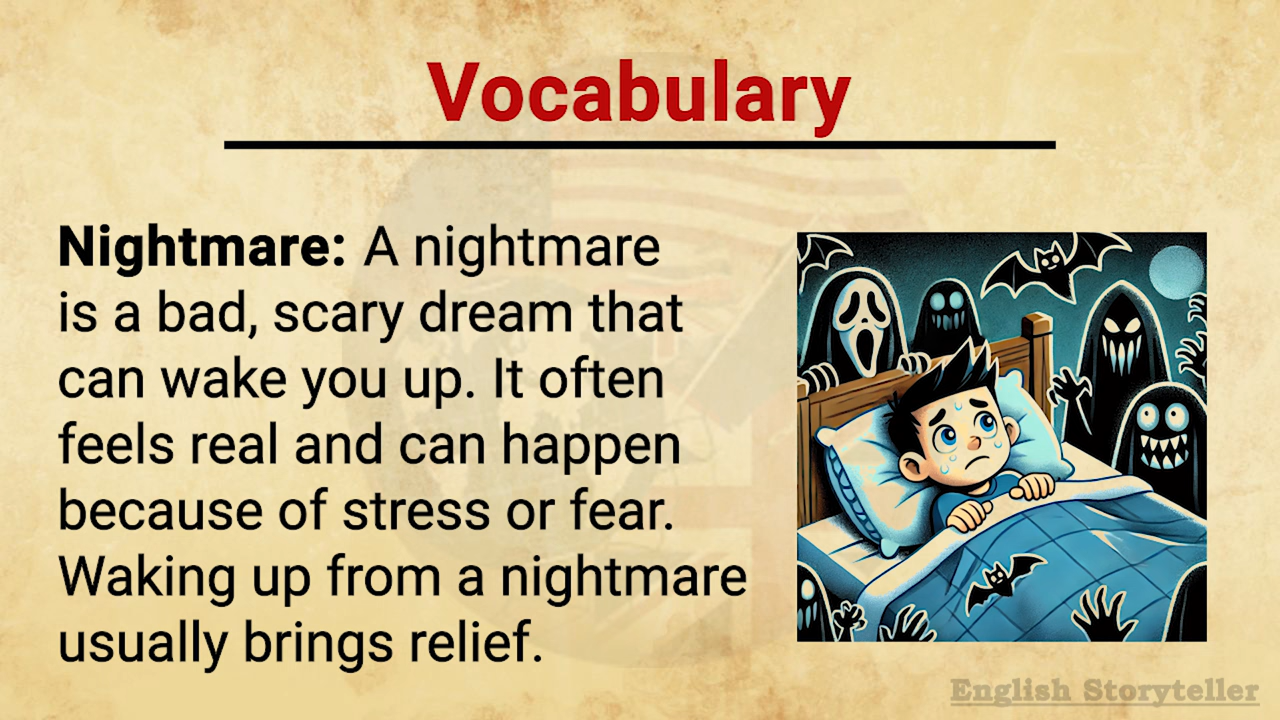 Vocabulary
Nightmare: A nightmare
is a bad, scary dream that
can wake you up. It often
feels real and can happen
because of stress or fear.
Waking up from a nightmare
usually brings relief.
English Storyteller